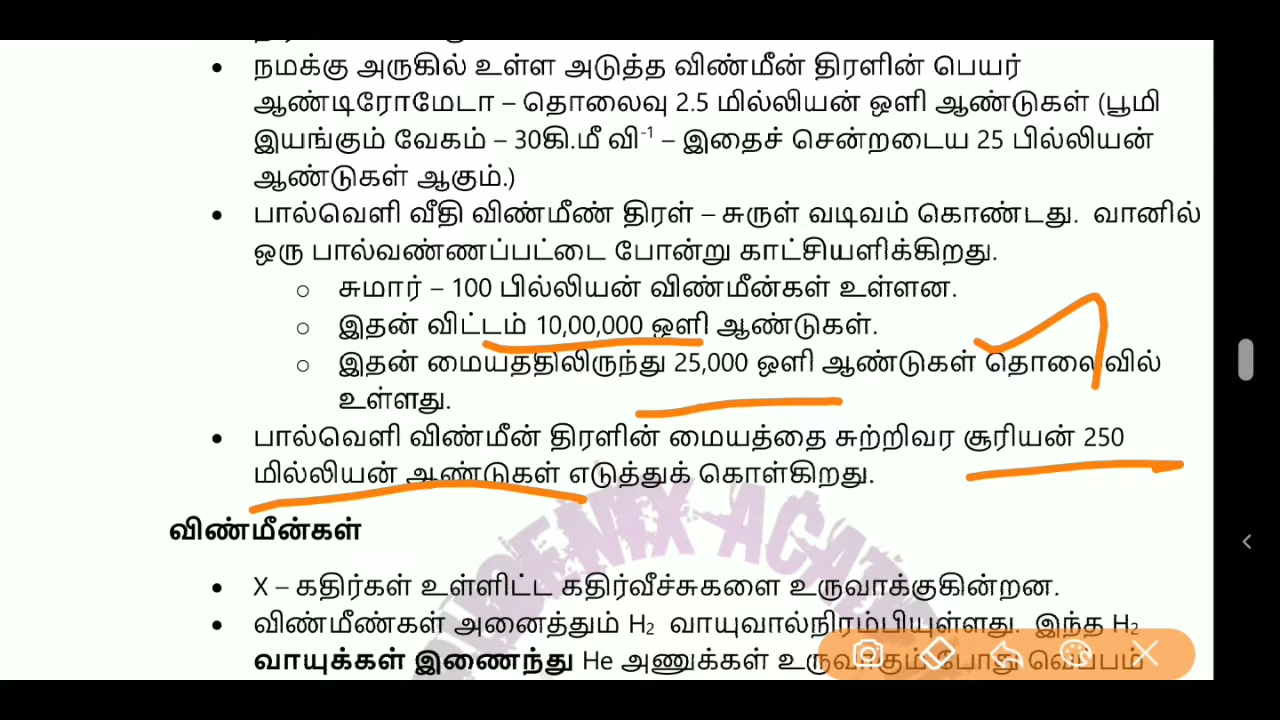 நமக்கு அருகில் உள்ள அடுத்த விண்மீன் திரளின் பெயர்
ஆண்டிரோமேடா – தொலைவு 2.5 மில்லியன் ஒளி ஆண்டுகள் (பூமி
இயங்கும் வேகம் – 30கி.மீ வி-1 – இதைச் சென்றடைய 25 பில்லியன்
ஆண்டுகள் ஆகும்.)
பால்வெளி வீதி விண்மீண் திரள் – சுருள் வடிவம் கொண்டது. வானில்
ஒரு பால்வண்ணப்பட்டை போன்று காட்சியளிக்கிறது.
சுமார் – 100 பில்லியன் விண்மீன்கள் உள்ளன.
இதன் விட்டம் 10,00,000 ஒளி ஆண்டுகள்.
இதன் மையத்திலிருந்து 25,000 ஒளி ஆண்டுகள் தொலைவில்
உள்ளது.
பால்வெளி விண்மீன் திரளின் மையத்தை சுற்றிவர சூரியன் 250
மில்லியன் ஆண்டுகள் எடுத்துக் கொள்கிறது.
விண்மீன்கள்
X – கதிர்கள் உள்ளிட்ட கதிர்வீச்சுகளை உருவாக்குகின்றன.
விண்மீண்கள் அனைத்தும் H2 வாயுவால்நிரம்பியுள்ளது. இந்த H2
வாயுக்கள் இணைந்து He அணுக்கள் உருவாகும் போது வெப்பம்